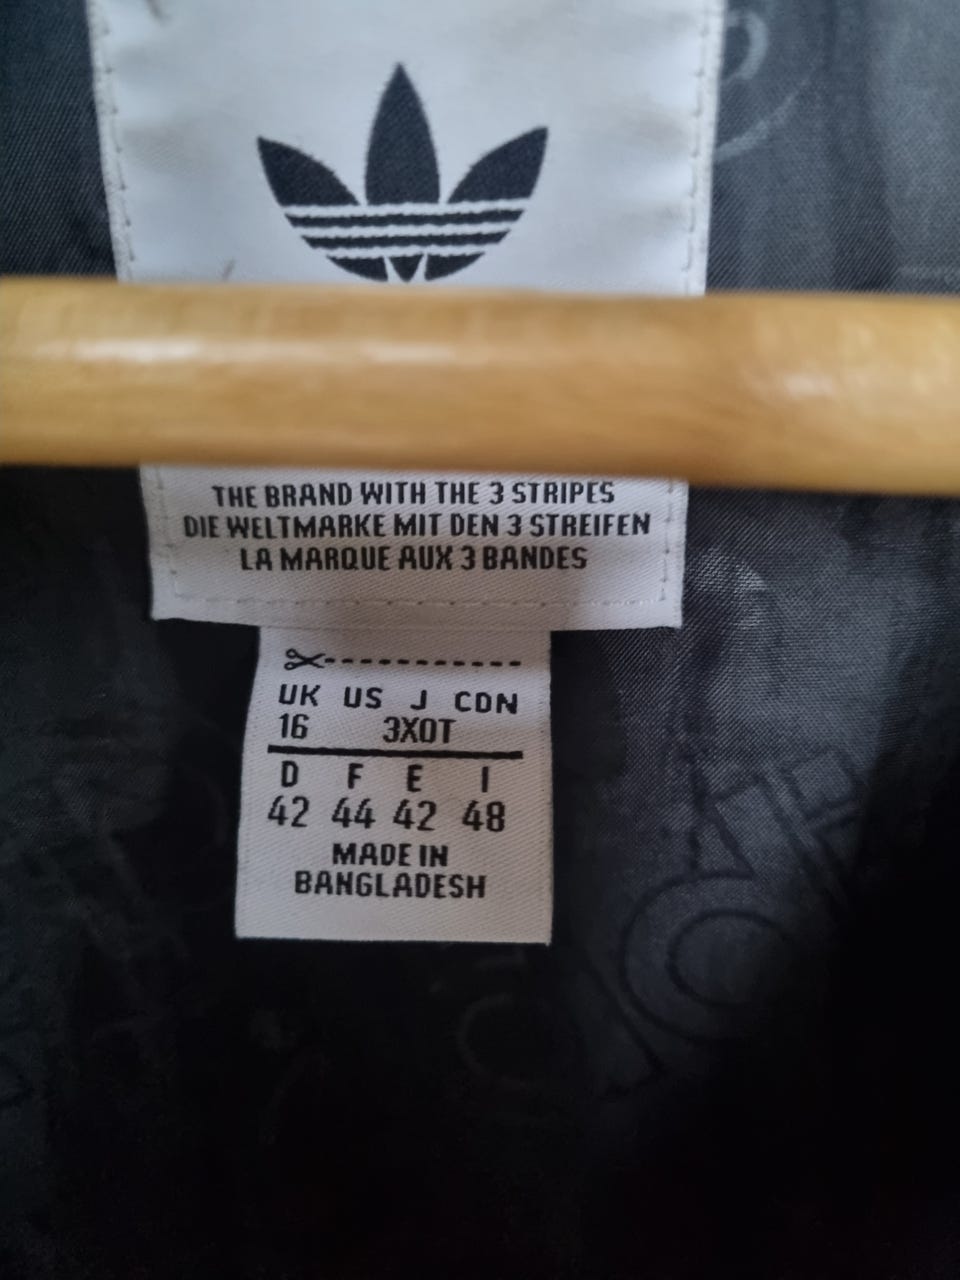 THE BRAND WITH THE 3 STRIPES
DIE WELTMARKE MIT DEN 3 STREIFEN
LA MARQUE AUX 3 BANDES
UK US J CDN
16 3XOT
D F E I
42 44 42 48
MADE IN
BANGLADESH